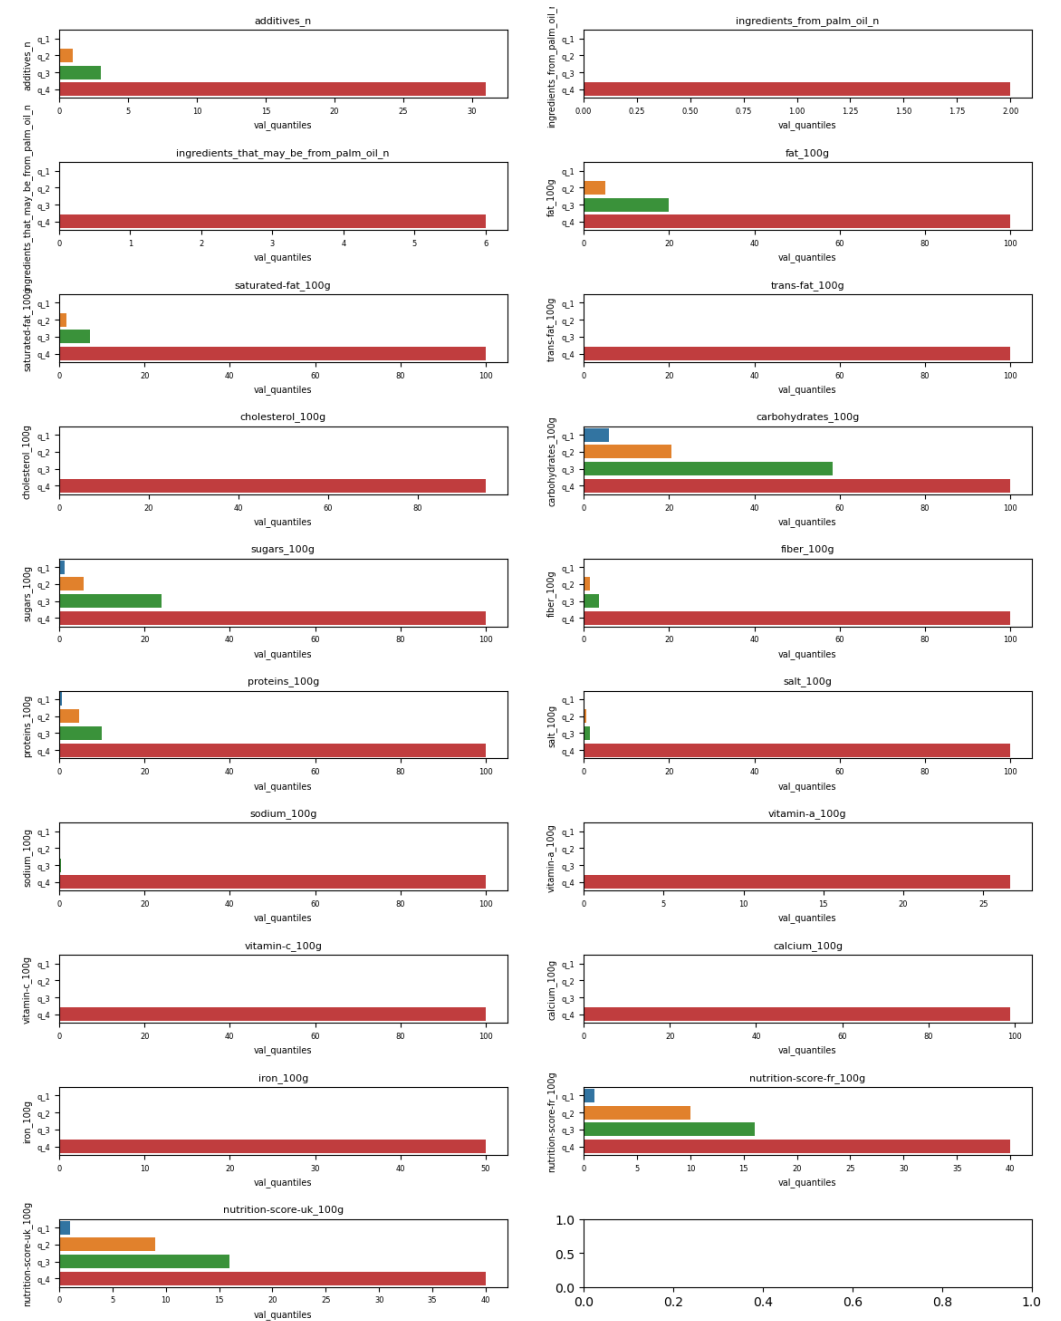 additives_n
additives_n
q_1
q_2
q_3
q_4
0 5 10 15 20 25 30
val_quantiles
ingredients_from_palm_oil_n
ingredients_from_palm_oil_n
q_1
q_2
q_3
q_4
0.00 0.25 0.50 0.75 1.00 1.25 1.50 1.75 2.00
val_quantiles
ingredients_that_may_be_from_palm_oil_n
ingredients_that_may_be_from_palm_oil_n
q_1
q_2
q_3
q_4
0 1 2 3 4 5 6
val_quantiles
fat_100g
fat_100g
q_1
q_2
q_3
q_4
0 20 40 60 80 100
val_quantiles
saturated-fat_100g
saturated-fat_100g
q_1
q_2
q_3
q_4
0 20 40 60 80 100
val_quantiles
trans-fat_100g
trans-fat_100g
q_1
q_2
q_3
q_4
0 20 40 60 80 100
val_quantiles
cholesterol_100g
cholesterol_100g
q_1
q_2
q_3
q_4
0 20 40 60 80
val_quantiles
carbohydrates_100g
carbohydrates_100g
q_1
q_2
q_3
q_4
0 20 40 60 80 100
val_quantiles
sugars_100g
sugars_100g
q_1
q_2
q_3
q_4
0 20 40 60 80 100
val_quantiles
fiber_100g
fiber_100g
q_1
q_2
q_3
q_4
0 20 40 60 80 100
val_quantiles
proteins_100g
proteins_100g
q_1
q_2
q_3
q_4
0 20 40 60 80 100
val_quantiles
salt_100g
salt_100g
q_1
q_2
q_3
q_4
0 20 40 60 80 100
val_quantiles
sodium_100g
sodium_100g
q_1
q_2
q_3
q_4
0 20 40 60 80 100
val_quantiles
vitamin-a_100g
vitamin-a_100g
q_1
q_2
q_3
q_4
0 5 10 15 20 25
val_quantiles
vitamin-c_100g
vitamin-c_100g
q_1
q_2
q_3
q_4
0 20 40 60 80 100
val_quantiles
calcium_100g
calcium_100g
q_1
q_2
q_3
q_4
0 20 40 60 80 100
val_quantiles
iron_100g
iron_100g
q_1
q_2
q_3
q_4
0 10 20 30 40 50
val_quantiles
nutrition-score-fr_100g
nutrition-score-fr_100g
q_1
q_2
q_3
q_4
0 5 10 15 20 25 30 35 40
val_quantiles
nutrition-score-uk_100g
nutrition-score-uk_100g
q_1
q_2
q_3
q_4
0 5 10 15 20 25 30 35 40
val_quantiles
1.0
0.5
0.0
0.0 0.2 0.4 0.6 0.8 1.0